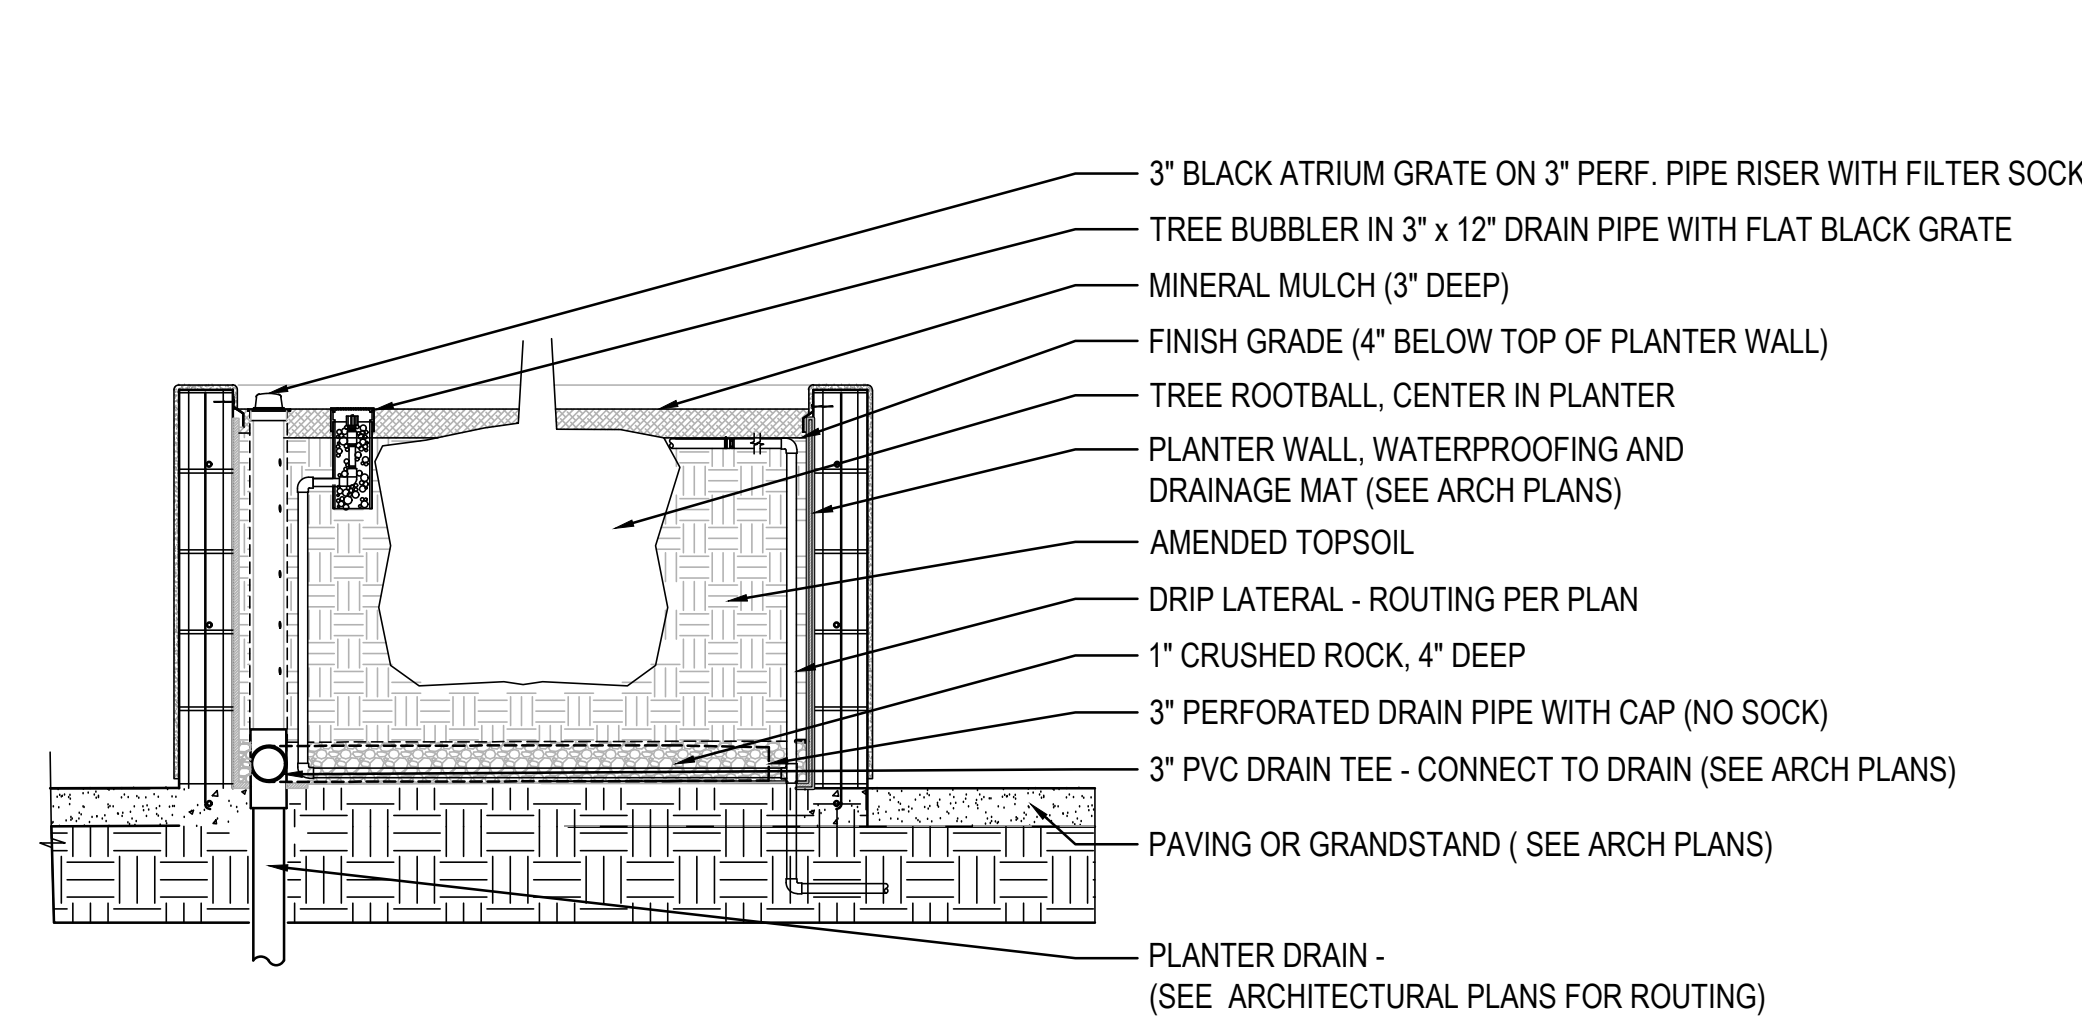 3" BLACK ATRIUM GRATE ON 3" PERF. PIPE RISER WITH FILTER SOCK
TREE BUBBLER IN 3" x 12" DRAIN PIPE WITH FLAT BLACK GRATE
MINERAL MULCH (3" DEEP)
FINISH GRADE (4" BELOW TOP OF PLANTER WALL)
TREE ROOTBALL, CENTER IN PLANTER
PLANTER WALL, WATERPROOFING AND
DRAINAGE MAT (SEE ARCH PLANS)
AMENDED TOPSOIL
DRIP LATERAL - ROUTING PER PLAN
1" CRUSHED ROCK, 4" DEEP
3" PERFORATED DRAIN PIPE WITH CAP (NO SOCK)
3" PVC DRAIN TEE - CONNECT TO DRAIN (SEE ARCH PLANS)
PAVING OR GRANDSTAND ( SEE ARCH PLANS)
PLANTER DRAIN -
(SEE ARCHITECTURAL PLANS FOR ROUTING)